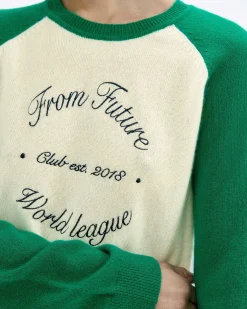 From Future
• Club est. 2018 •
World league